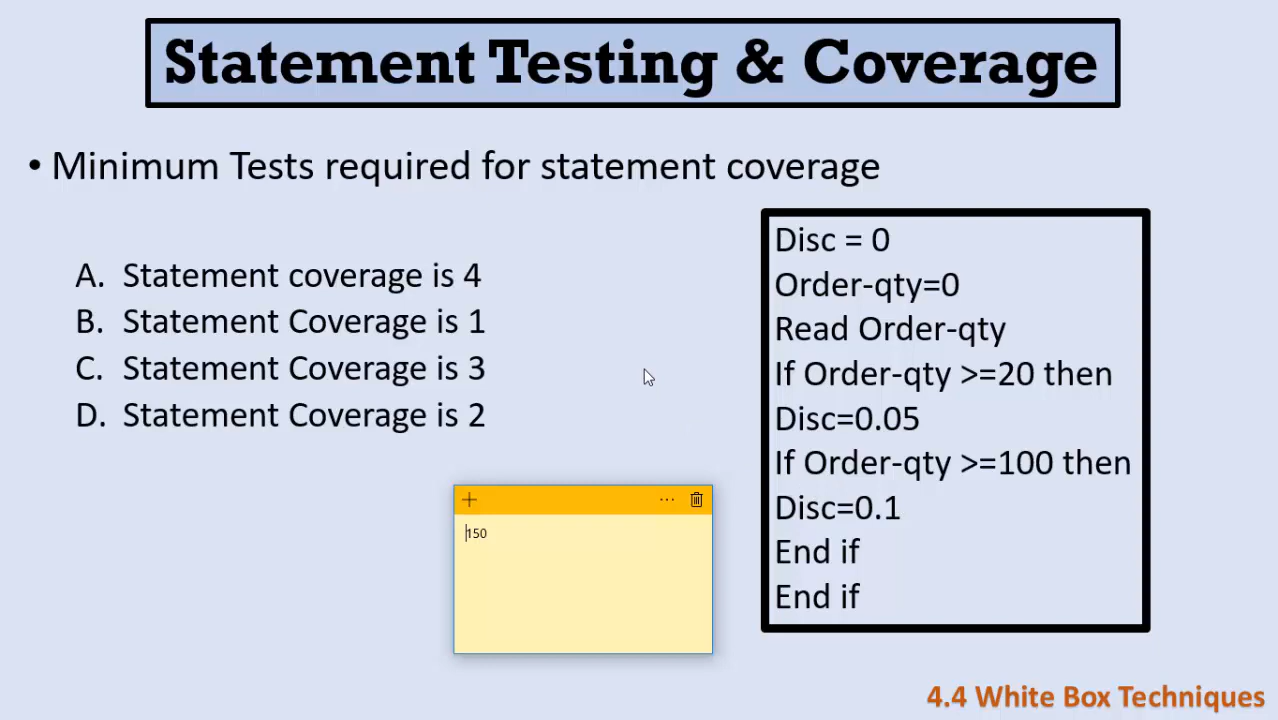 Statement Testing & Coverage
• Minimum Tests required for statement coverage
A. Statement coverage is 4
B. Statement Coverage is 1
C. Statement Coverage is 3
D. Statement Coverage is 2
Disc = 0
Order-qty=0
Read Order-qty
If Order-qty >=20 then
Disc=0.05
If Order-qty >=100 then
Disc=0.1
End if
End if
150
4.4 White Box Techniques